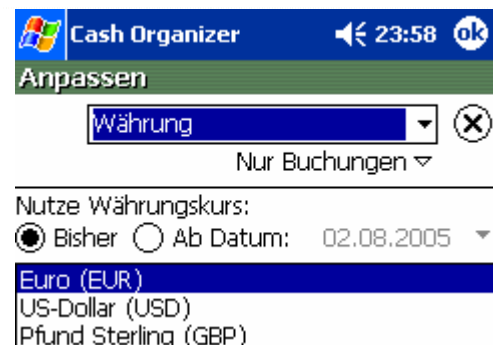 Cash Organizer 23:58 ok
Anpassen
Währung
Nur Buchungen
Nutze Währungskurs:
Bisher Ab Datum: 02.08.2005
Euro (EUR)
US-Dollar (USD)
Pfund Sterling (GBP)